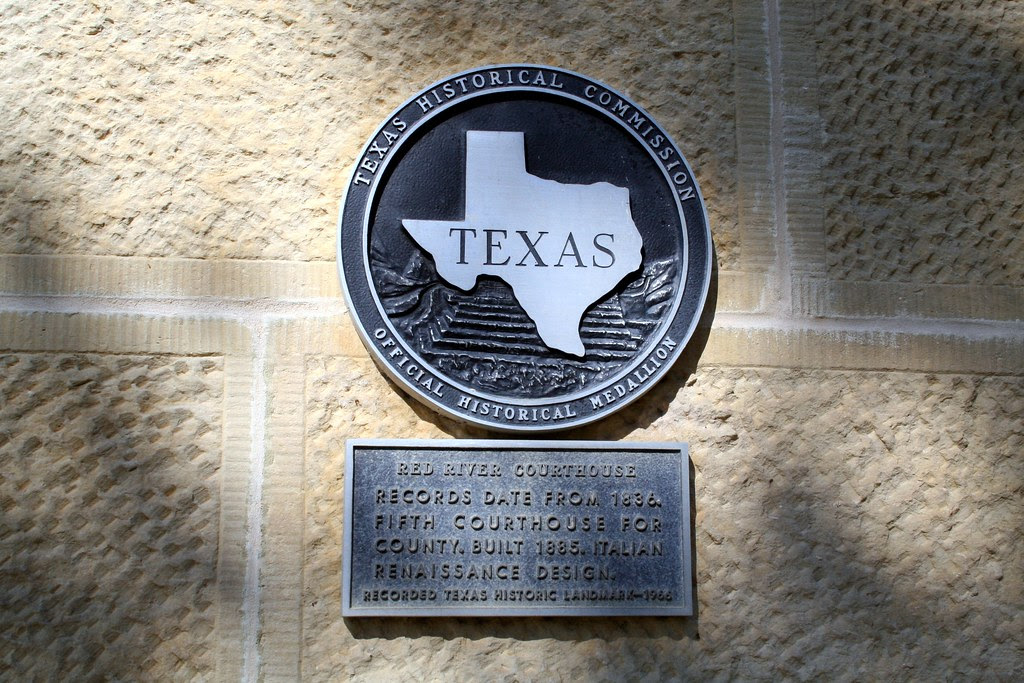 TEXAS HISTORICAL COMMISSION
TEXAS
OFFICIAL HISTORICAL MEDALLION
RED RIVER COURTHOUSE
RECORDS DATE FROM 1836.
FIFTH COURTHOUSE FOR
COUNTY. BUILT 1885. ITALIAN
RENAISSANCE DESIGN.
RECORDED TEXAS HISTORIC LANDMARK—1966